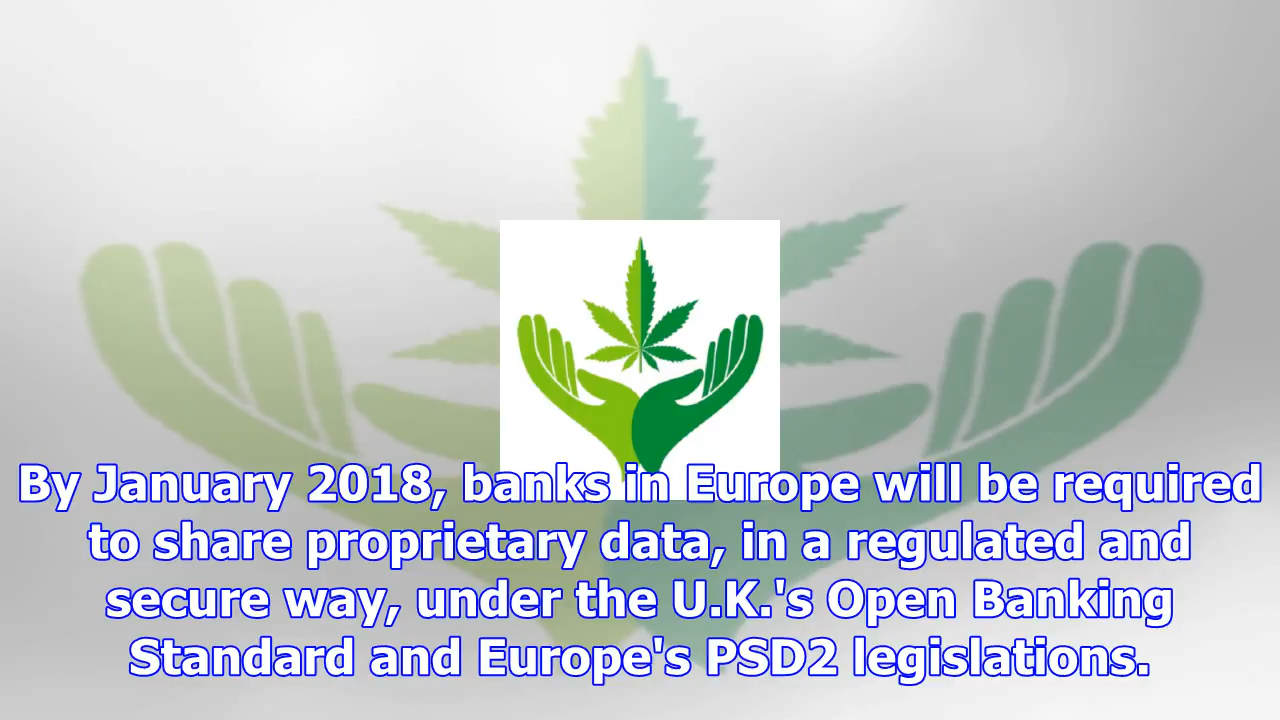 By January 2018, banks in Europe will be required
to share proprietary data, in a regulated and
secure way, under the U.K.'s Open Banking
Standard and Europe's PSD2 legislations.